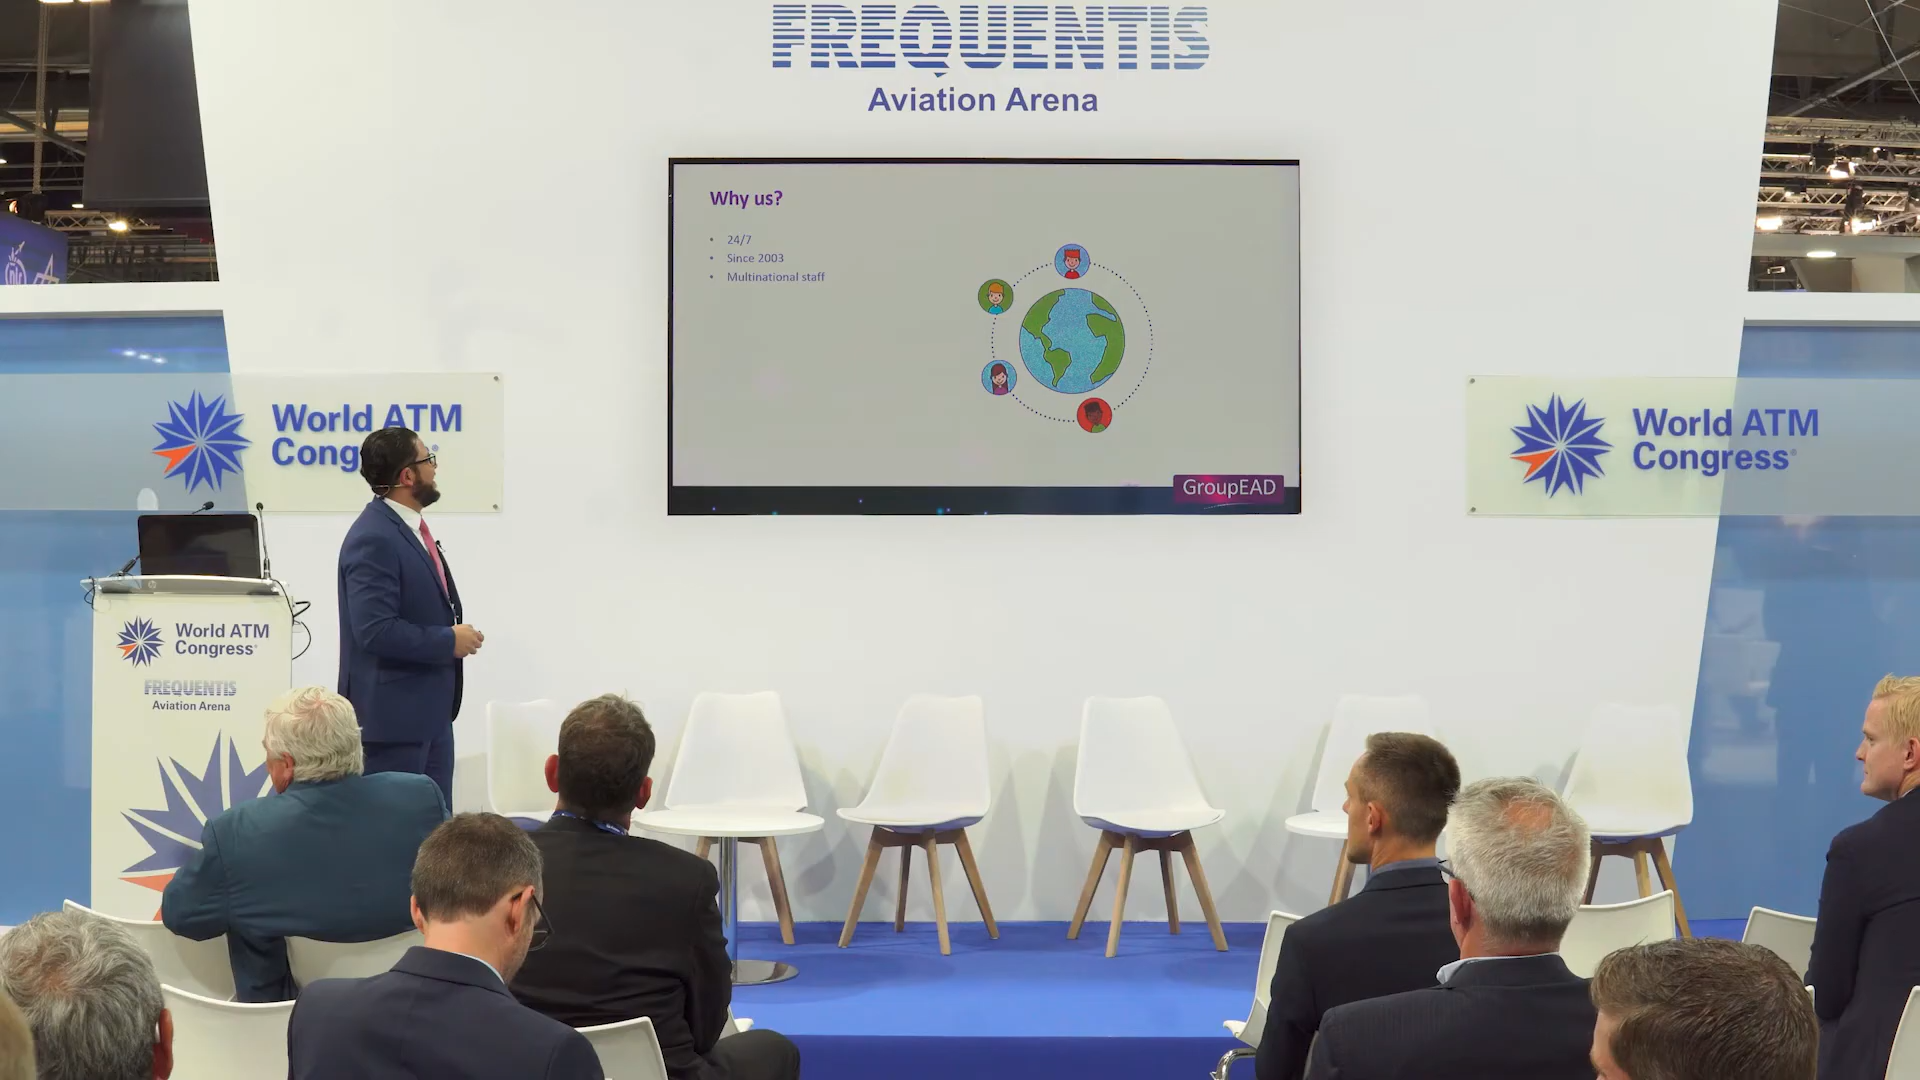 FREQUENTIS
Aviation Arena
Why us?
• 24/7
• Since 2003
• Multinational staff
GroupEAD
World ATM
Cong
World ATM
Congress®
World ATM
Congress®
FREQUENTIS
Aviation Arena